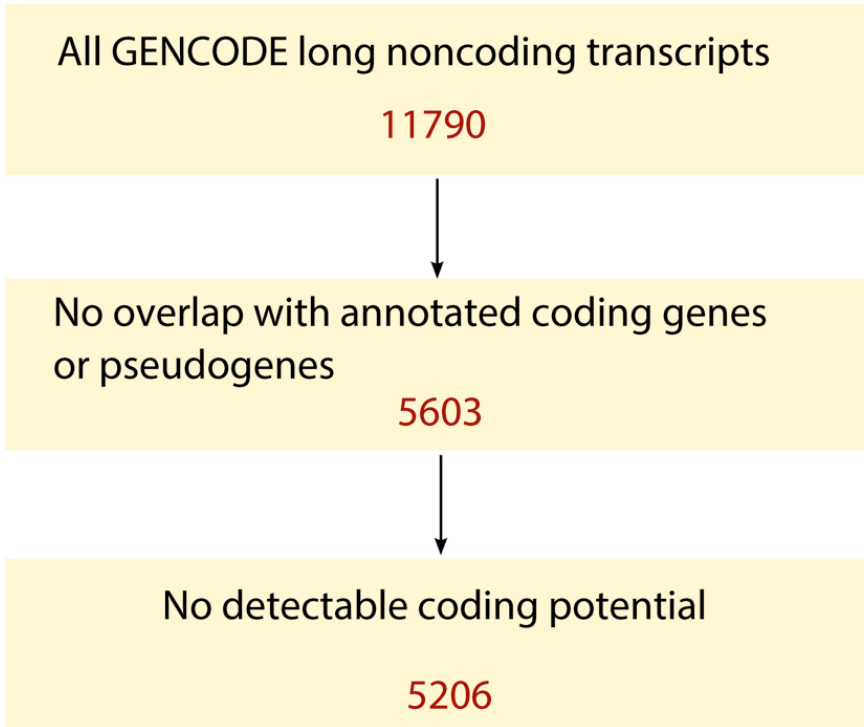 All GENCODE long noncoding transcripts
11790
No overlap with annotated coding genes
or pseudogenes
5603
No detectable coding potential
5206